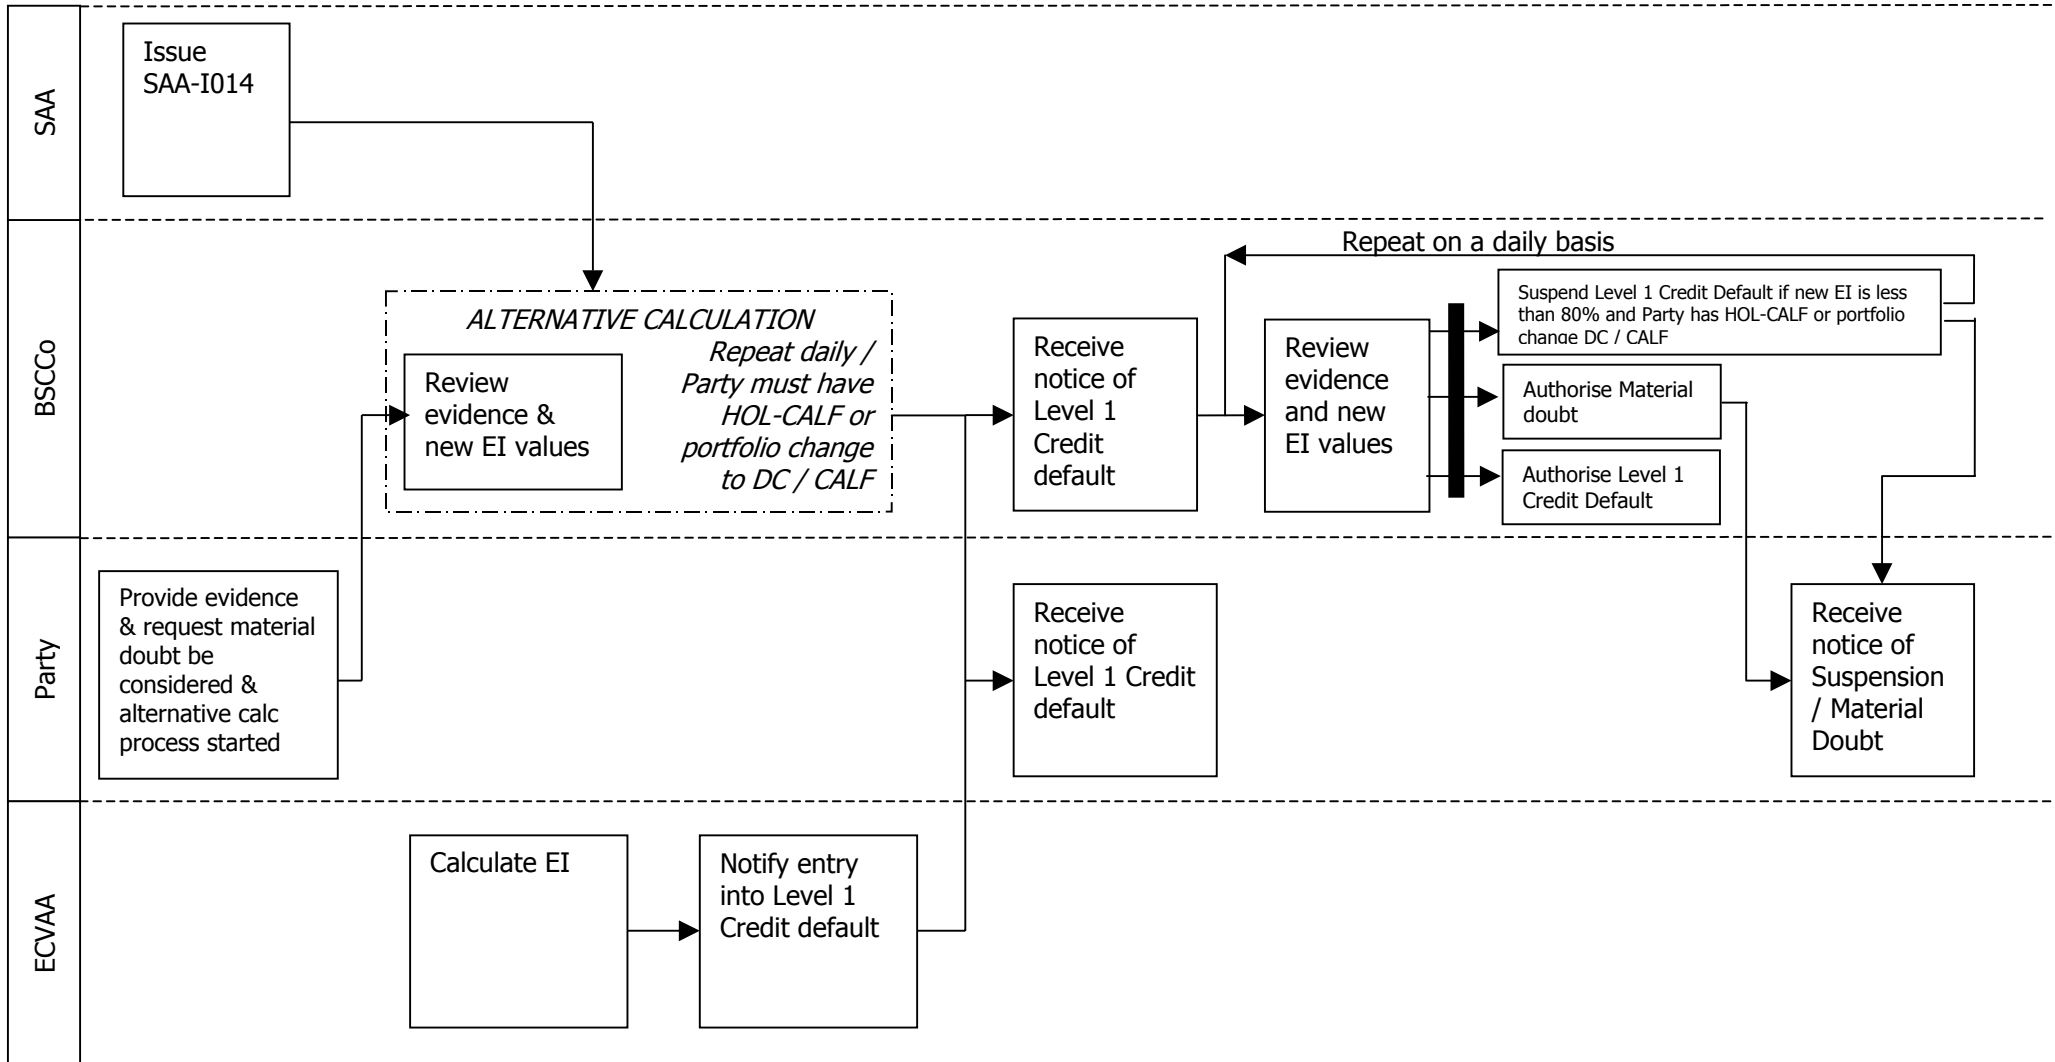 SAA
Issue
SAA-I014
BSCCo
ALTERNATIVE CALCULATION
Repeat daily /
Party must have
HOL-CALF or
portfolio change
to DC / CALF
Review
evidence &
new EI values
Receive
notice of
Level 1
Credit
default
Repeat on a daily basis
Review
evidence
and new
EI values
Suspend Level 1 Credit Default if new EI is less
than 80% and Party has HOL-CALF or portfolio
change DC / CALF
Authorise Material
doubt
Authorise Level 1
Credit Default
Party
Provide evidence
& request material
doubt be
considered &
alternative calc
process started
Receive
notice of
Level 1 Credit
default
Receive
notice of
Suspension
/ Material
Doubt
ECVAA
Calculate EI
Notify entry
into Level 1
Credit default